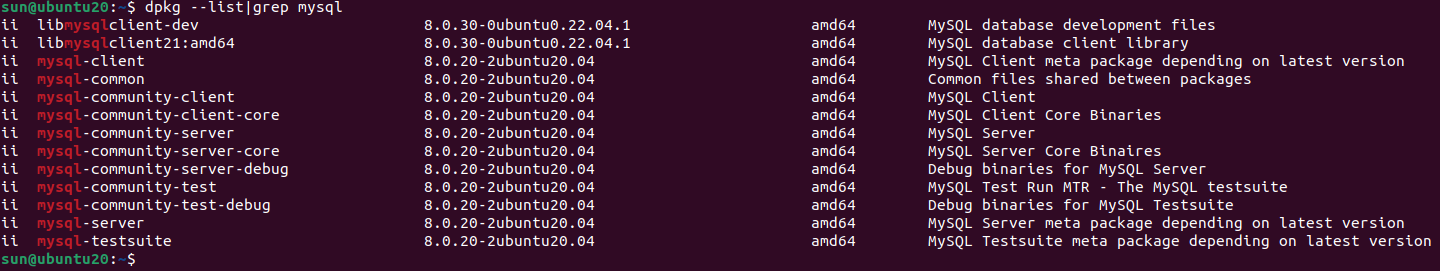 sun@ubuntu20:~$ dpkg --list|grep mysql
ii  libmysqlclient-dev                         8.0.30-0ubuntu0.22.04.1                    amd64        MySQL database development files
ii  libmysqlclient21:amd64                     8.0.30-0ubuntu0.22.04.1                    amd64        MySQL database client library
ii  mysql-client                               8.0.20-2ubuntu20.04                        amd64        MySQL Client meta package depending on latest version
ii  mysql-common                               8.0.20-2ubuntu20.04                        amd64        Common files shared between packages
ii  mysql-community-client                     8.0.20-2ubuntu20.04                        amd64        MySQL Client
ii  mysql-community-client-core                8.0.20-2ubuntu20.04                        amd64        MySQL Client Core Binaries
ii  mysql-community-server                     8.0.20-2ubuntu20.04                        amd64        MySQL Server
ii  mysql-community-server-core                8.0.20-2ubuntu20.04                        amd64        MySQL Server Core Binaires
ii  mysql-community-server-debug               8.0.20-2ubuntu20.04                        amd64        Debug binaries for MySQL Server
ii  mysql-community-test                       8.0.20-2ubuntu20.04                        amd64        MySQL Test Run MTR - The MySQL testsuite
ii  mysql-community-test-debug                 8.0.20-2ubuntu20.04                        amd64        Debug binaries for MySQL Testsuite
ii  mysql-server                               8.0.20-2ubuntu20.04                        amd64        MySQL Server meta package depending on latest version
ii  mysql-testsuite                            8.0.20-2ubuntu20.04                        amd64        MySQL Testsuite meta package depending on latest version
sun@ubuntu20:~$